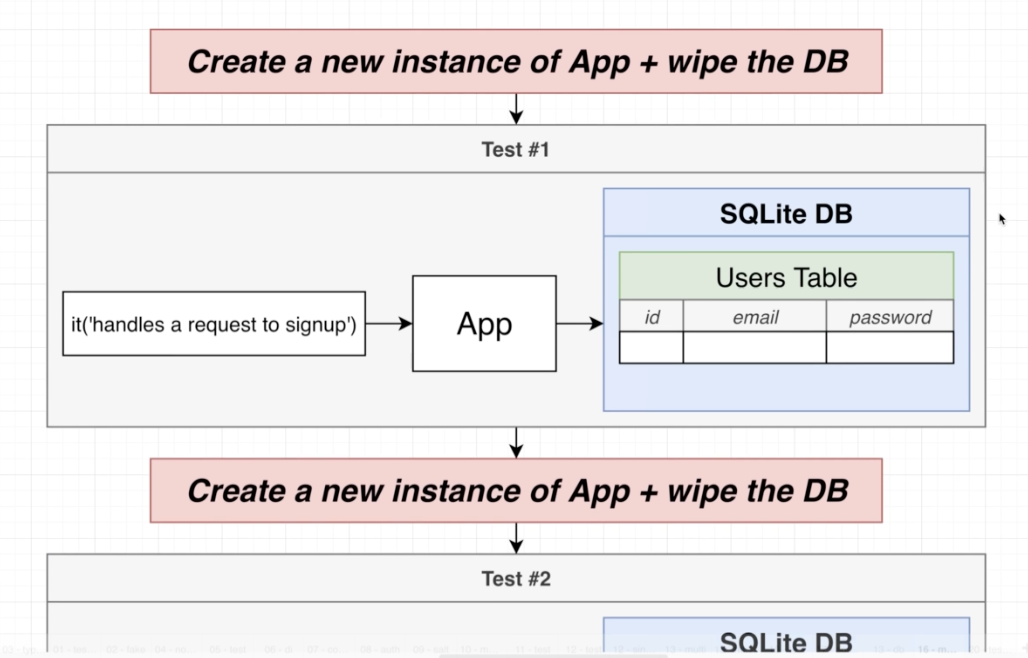 Create a new instance of App + wipe the DB
Test #1
SQLite DB
Users Table
id email password
it('handles a request to signup')
App
Create a new instance of App + wipe the DB
Test #2
SQLite DB